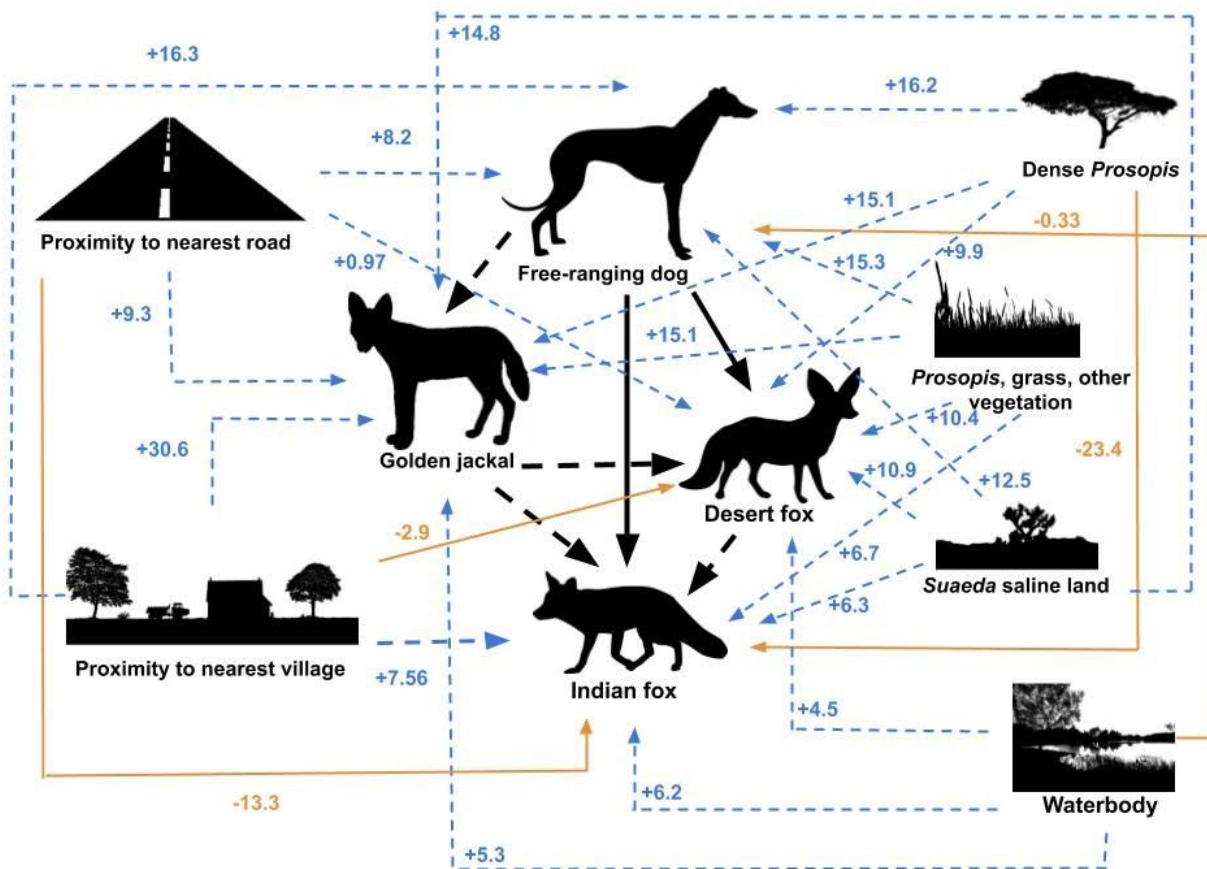 +14.8
+16.3
+16.2
+8.2
Dense Prosopis
+15.1
-0.33
Proximity to nearest road
+9.9
+0.97
Free-ranging dog
+15.3
+9.3
+15.1
Prosopis, grass, other
vegetation
+10.4
+30.6
Golden jackal
-23.4
+10.9
+12.5
-2.9
Desert fox
+6.7
Suaeda saline land
+6.3
Proximity to nearest village
+7.56
Indian fox
+4.5
-13.3
+6.2
Waterbody
+5.3